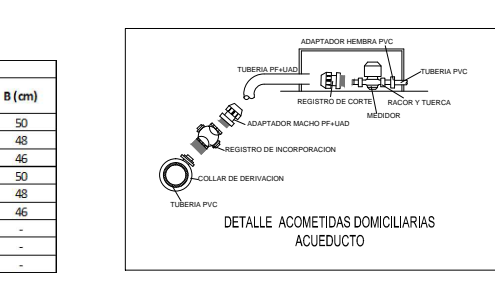 B (cm)
50
48
46
50
48
46
-
-
-
ADAPTADOR HEMBRA PVC
TUBERIA PF+UAD
TUBERIA PVC
REGISTRO DE CORTE
RACOR Y TUERCA
MEDIDOR
ADAPTADOR MACHO PF+UAD
REGISTRO DE INCORPORACION
COLLAR DE DERIVACION
TUBERIA PVC
DETALLE ACOMETIDAS DOMICILIARIAS
ACUEDUCTO